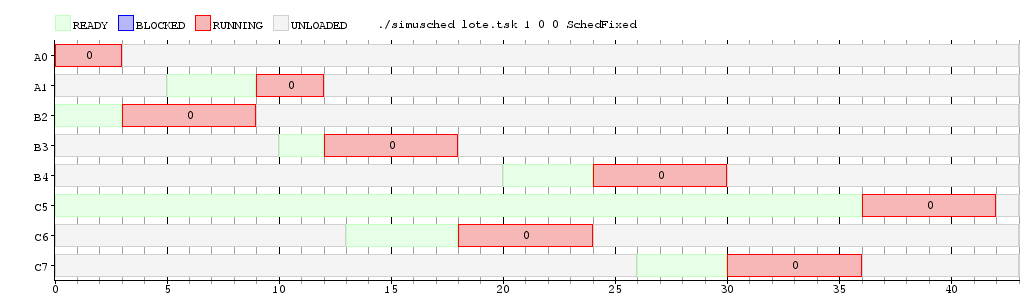 READY BLOCKED RUNNING UNLOADED ./simusched lote.tsk 1 0 0 SchedFixed
A0 0
A1 0
B2 0
B3 0
B4 0
C5 0
C6 0
C7 0
0 5 10 15 20 25 30 35 40